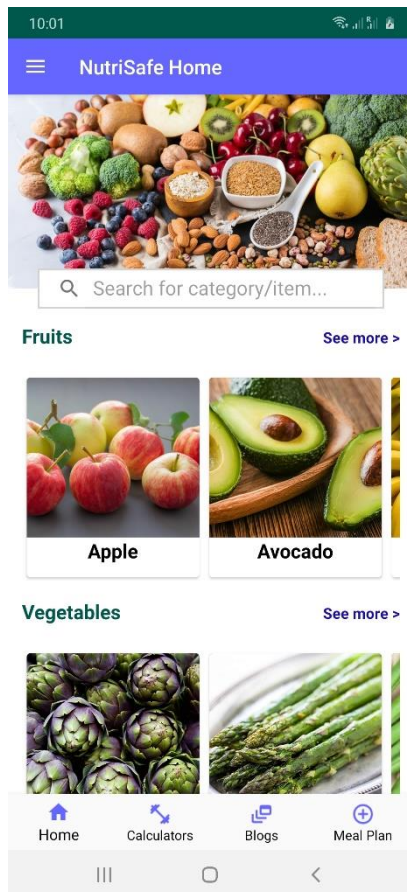 10:01
NutriSafe Home
Search for category/item...
Fruits See more >
Apple Avocado
Vegetables See more >
Home Calculators Blogs Meal Plan